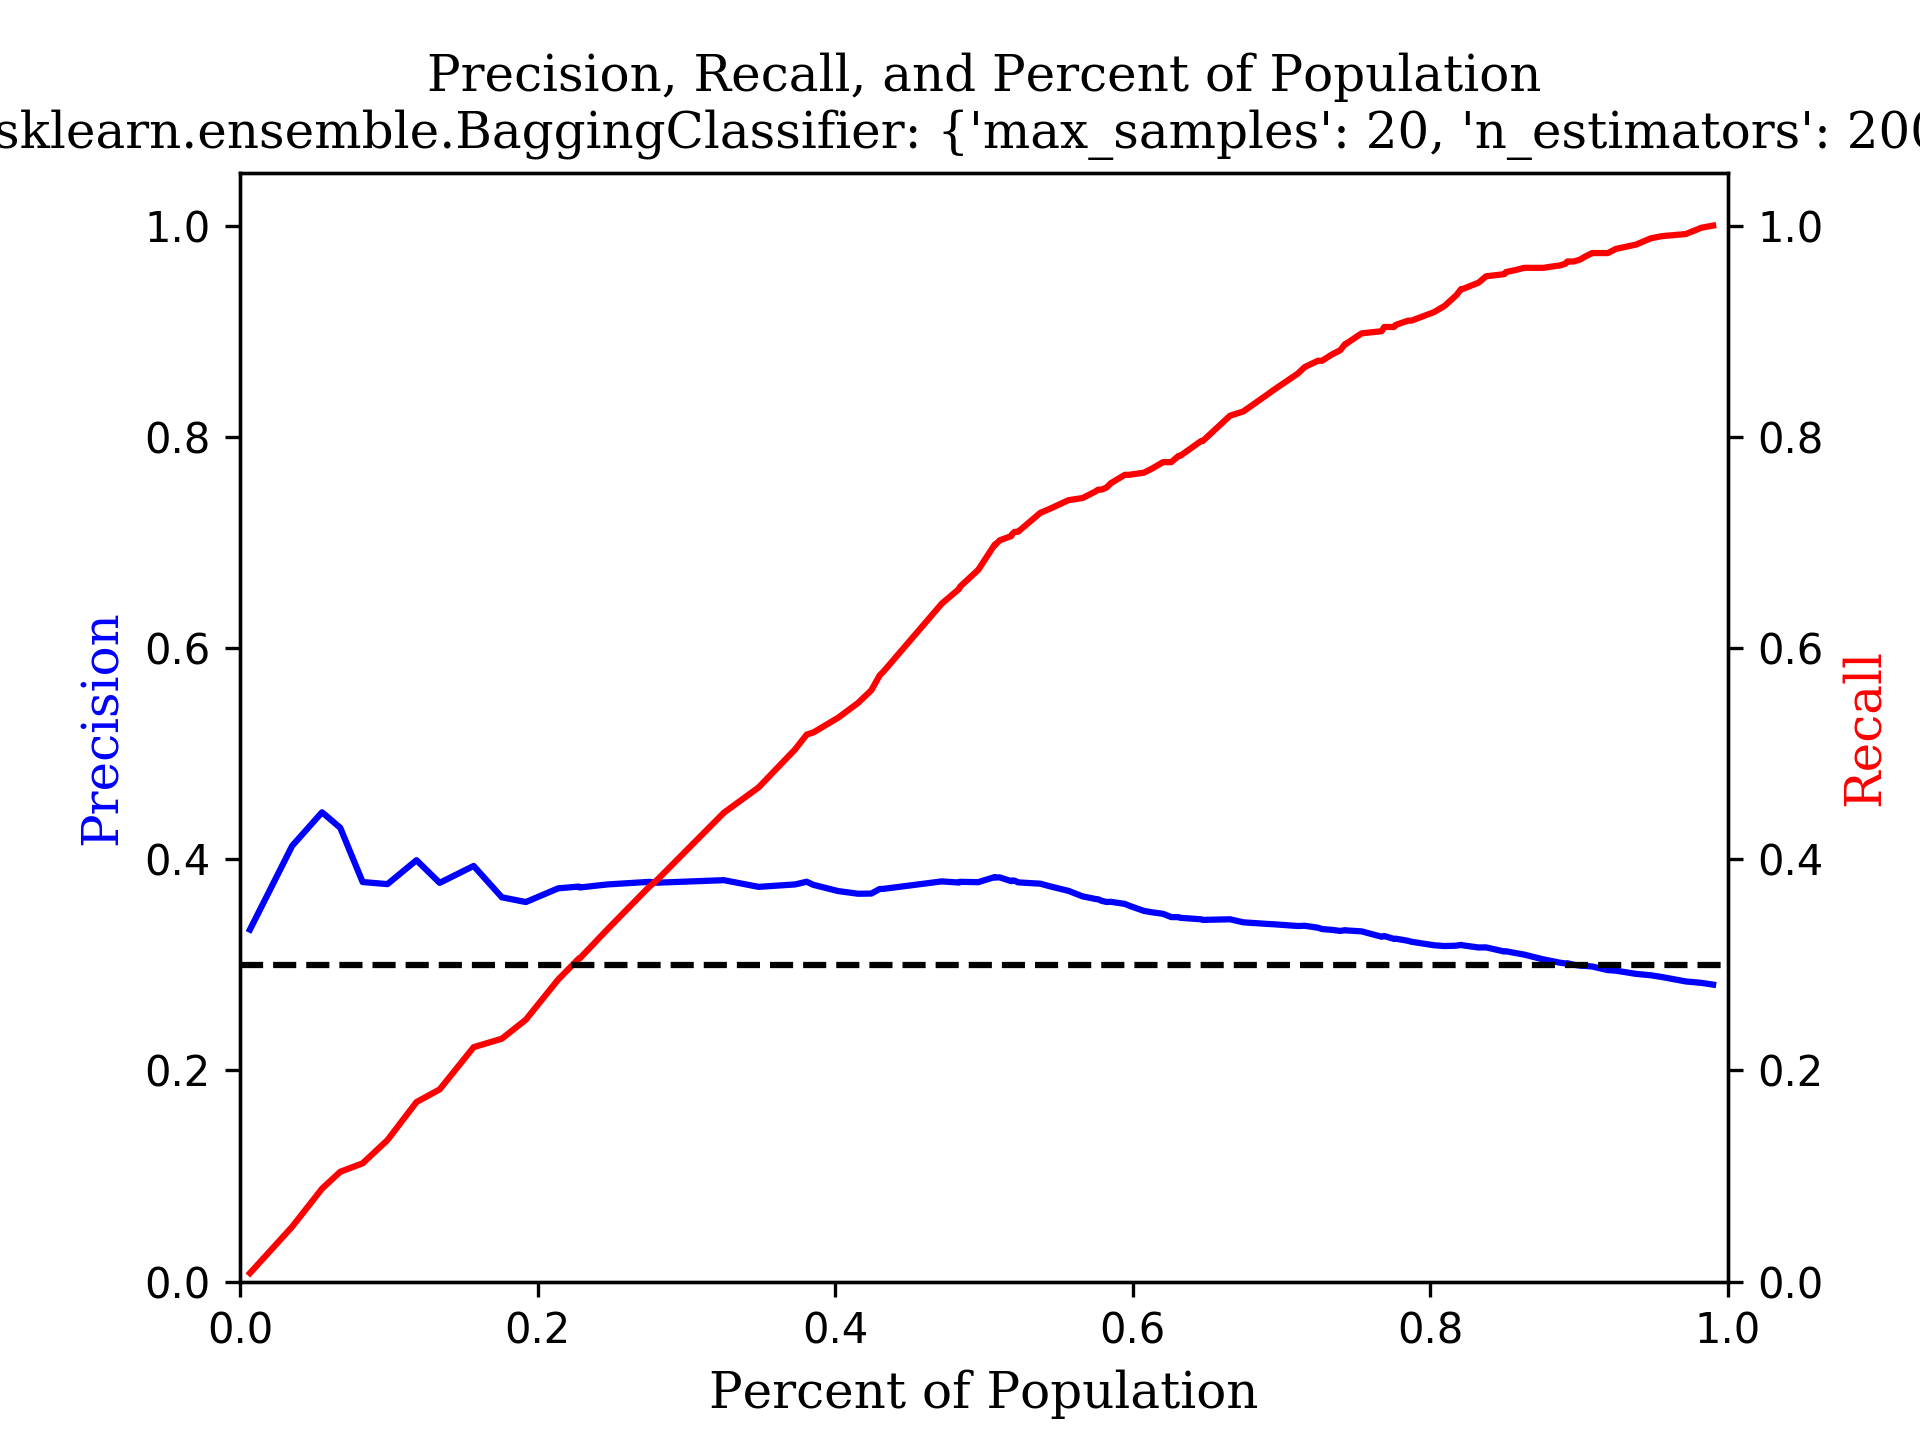 Precision, Recall, and Percent of Population
sklearn.ensemble.BaggingClassifier: {'max_samples': 20, 'n_estimators': 200
Precision
Recall
1.0
0.8
0.6
0.4
0.2
0.0
1.0
0.8
0.6
0.4
0.2
0.0
0.0 0.2 0.4 0.6 0.8 1.0
Percent of Population